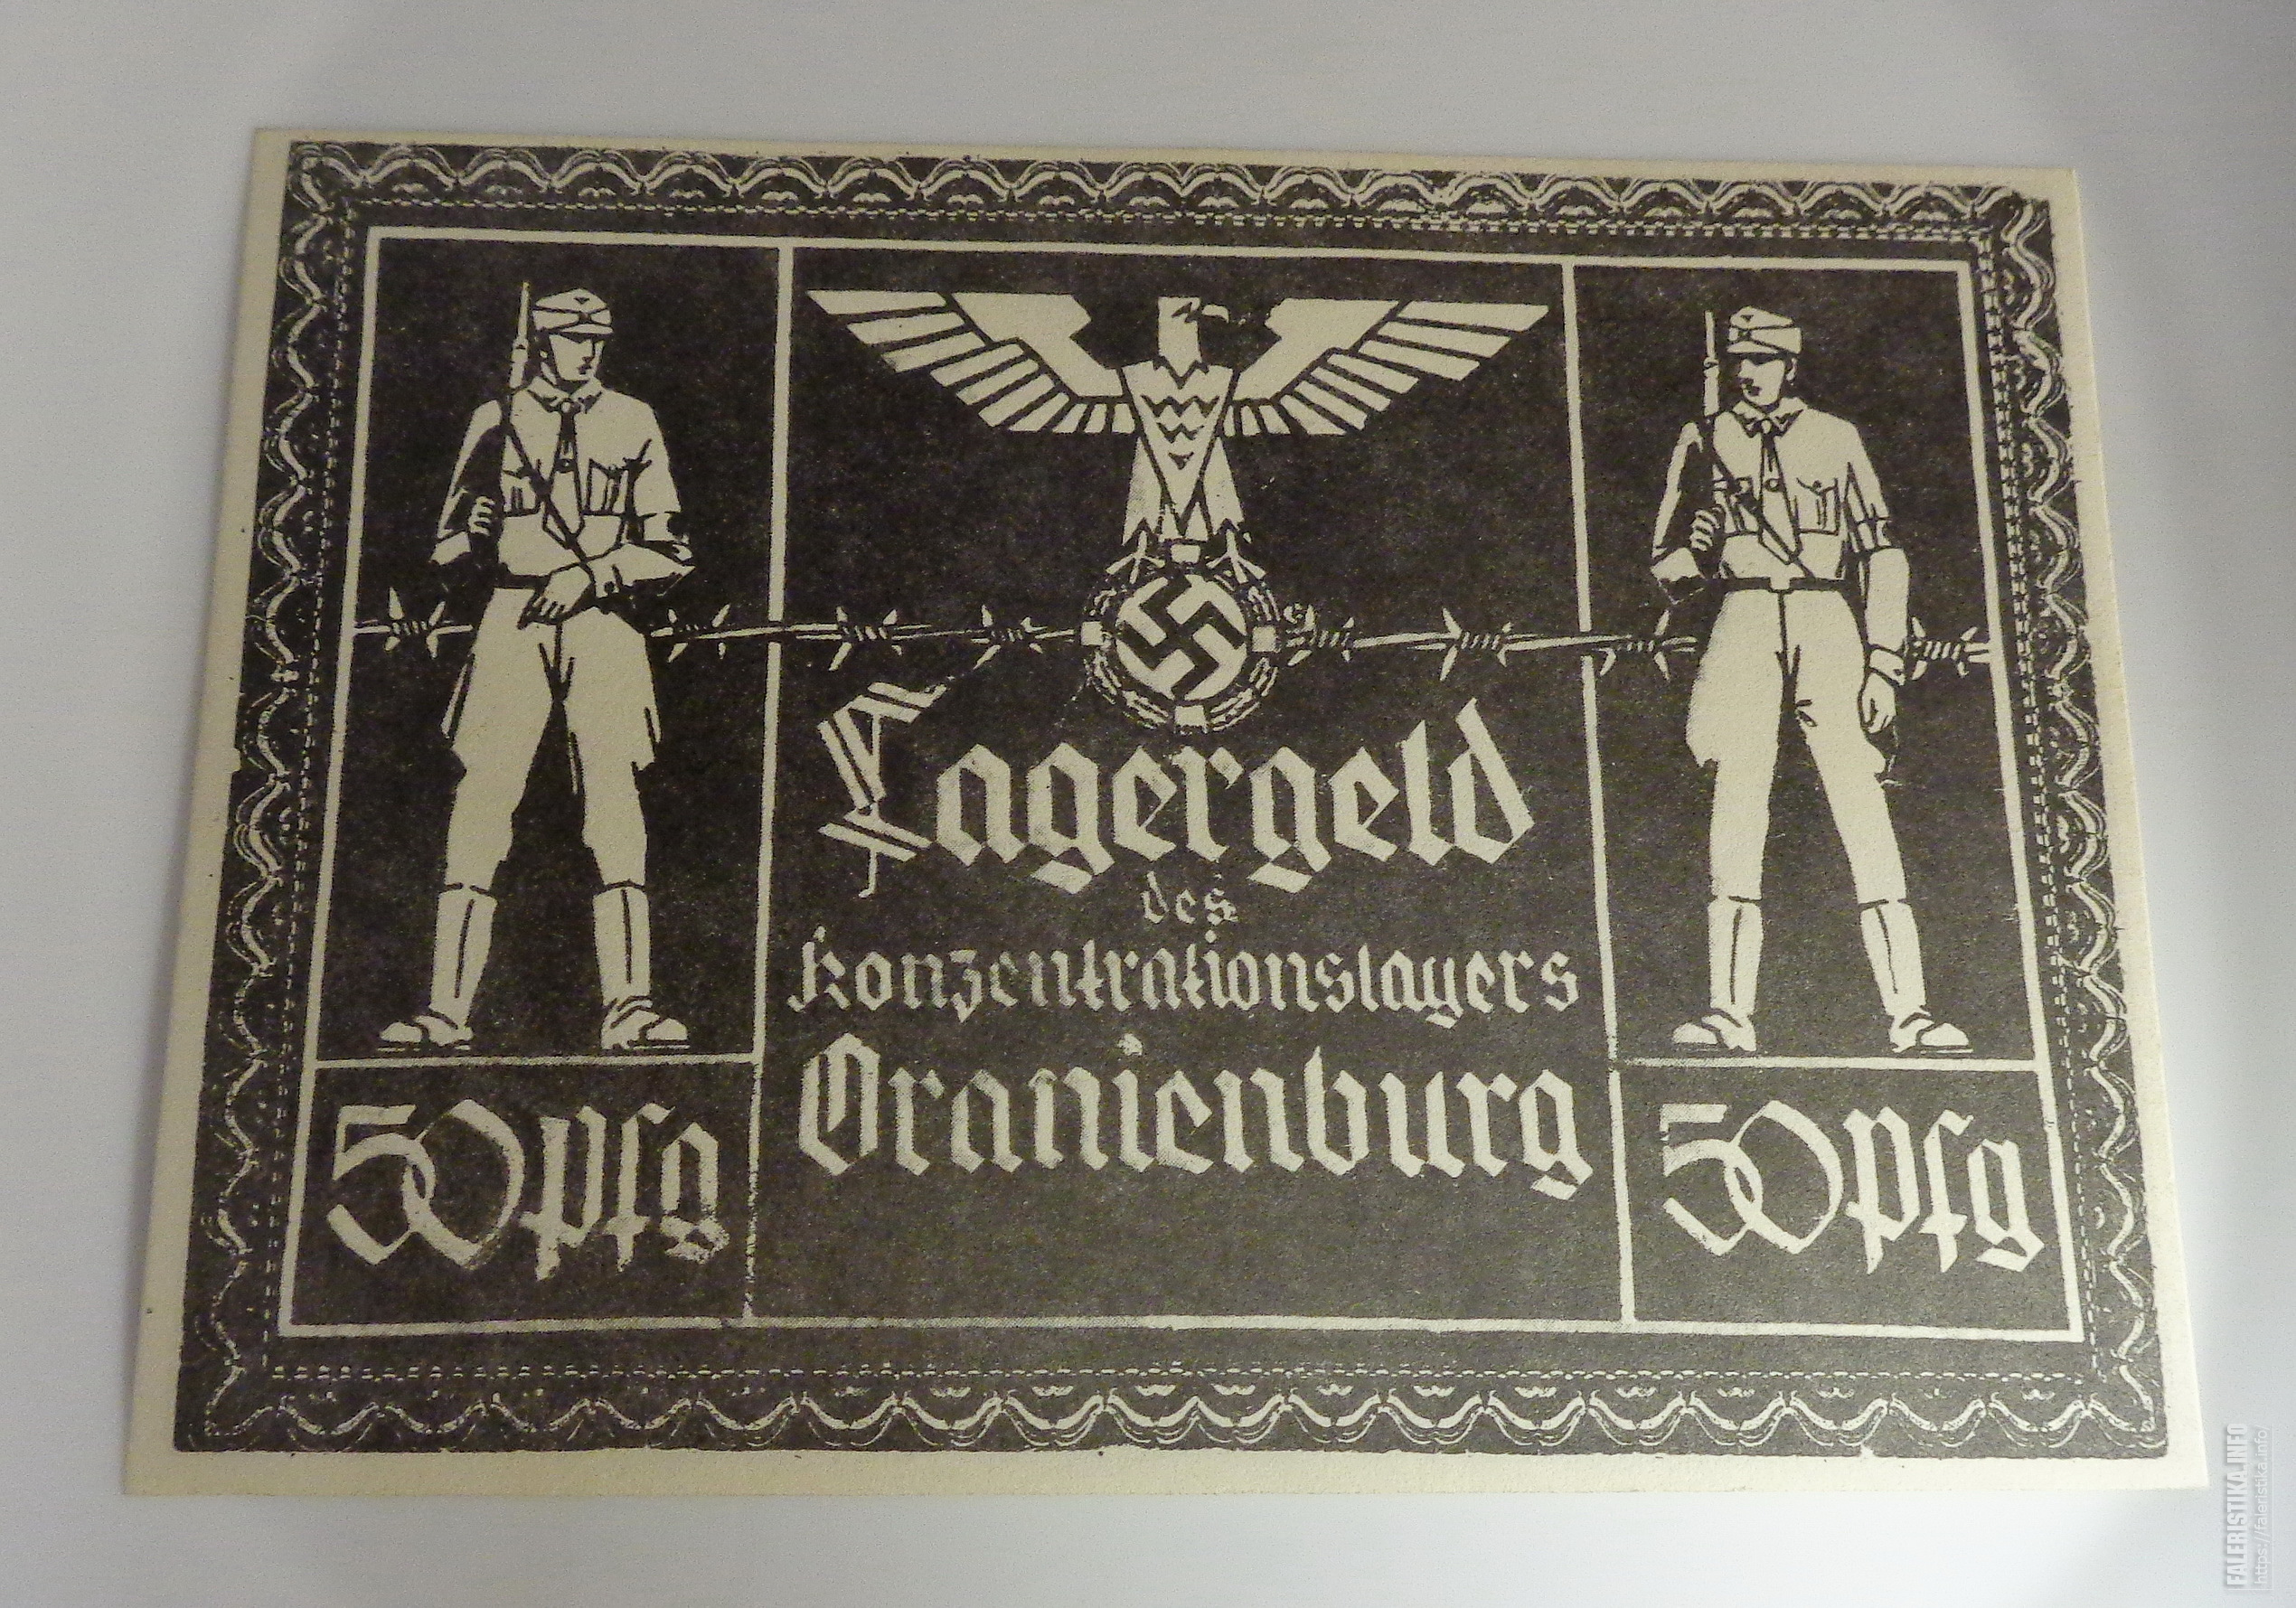 Lagergeld
des
Konzentrationslagers
Oranienburg
50 Pfg
50 Pfg
FALERISTIKA.INFO
https://faleristika.info